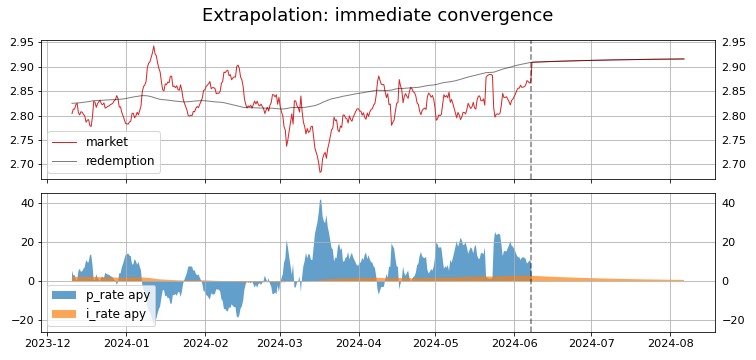 Extrapolation: immediate convergence
2.95 2.95
2.90 2.90
2.85 2.85
2.80 2.80
2.75 2.75
2.70 2.70
market
redemption
40 40
20 20
0 0
−20 −20
p_rate apy
i_rate apy
2023-12 2024-01 2024-02 2024-03 2024-04 2024-05 2024-06 2024-07 2024-08